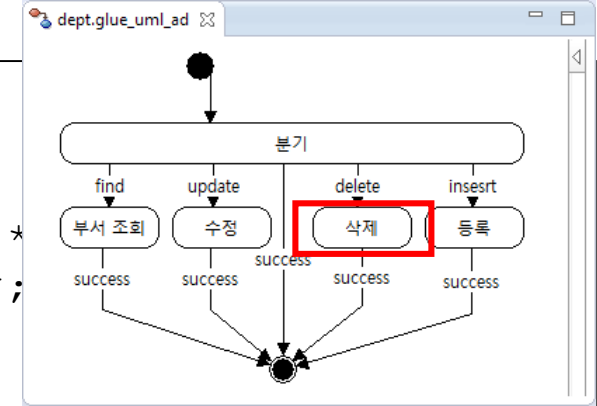 dept.glue_uml_ad
분기
find update delete insesrt
부서 조회 수정 삭제 등록
success
success success success success
*
;